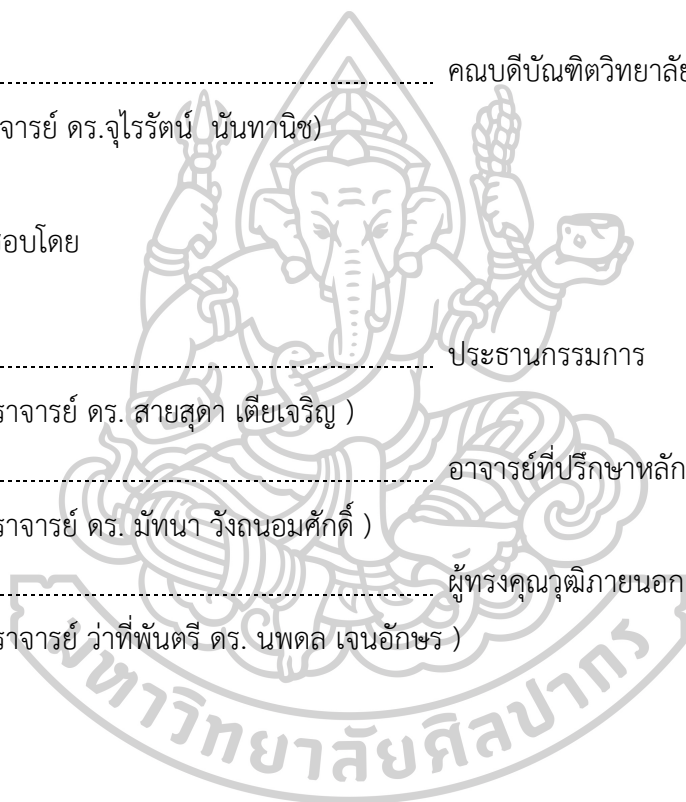 คณบดีบัณฑิตวิทยาลัย
จารย์ ดร.จุไรรัตน์ นันทานิช)
สอบโดย
ประธานกรรมการ
ราจารย์ ดร. สายสุดา เตียเจริญ )
อาจารย์ที่ปรึกษาหลัก
ราจารย์ ดร. มัทนา วังถนอมศักดิ์ )
ผู้ทรงคุณวุฒิภายนอก
ราจารย์ ว่าที่พันตรี ดร. นพดล เจนอักษร )
มหาวิทยาลัยศิลปากร